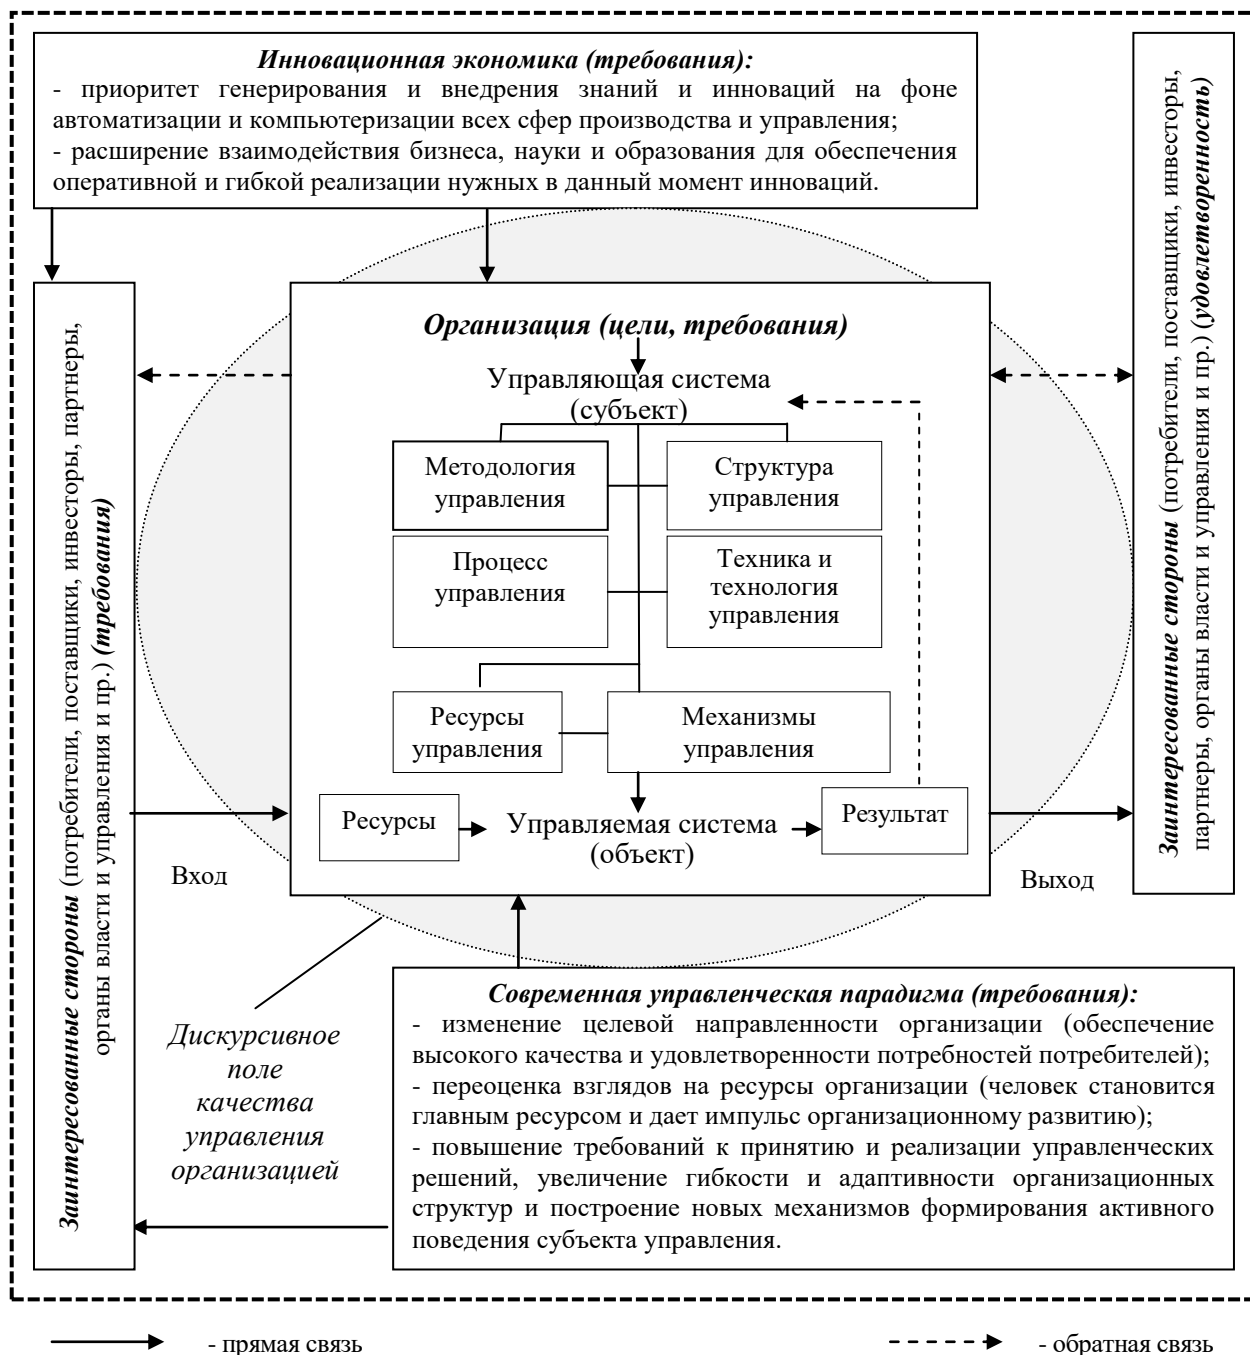 Инновационная экономика (требования):
- приоритет генерирования и внедрения знаний и инноваций на фоне
автоматизации и компьютеризации всех сфер производства и управления;
- расширение взаимодействия бизнеса, науки и образования для обеспечения
оперативной и гибкой реализации нужных в данный момент инноваций.
Заинтересованные стороны (потребители, поставщики, инвесторы, партнеры,
органы власти и управления и пр.) (требования)
Организация (цели, требования)
Управляющая система
(субъект)
Методология
управления
Структура
управления
Процесс
управления
Техника и
технология
управления
Ресурсы
управления
Механизмы
управления
Ресурсы
Управляемая система
(объект)
Результат
Вход
Выход
Заинтересованные стороны (потребители, поставщики, инвесторы,
партнеры, органы власти и управления и пр.) (удовлетворенность)
Дискурсивное
поле
качества
управления
организацией
Современная управленческая парадигма (требования):
- изменение целевой направленности организации (обеспечение
высокого качества и удовлетворенности потребностей потребителей);
- переоценка взглядов на ресурсы организации (человек становится
главным ресурсом и дает импульс организационному развитию);
- повышение требований к принятию и реализации управленческих
решений, увеличение гибкости и адаптивности организационных
структур и построение новых механизмов формирования активного
поведения субъекта управления.
- прямая связь
- обратная связь